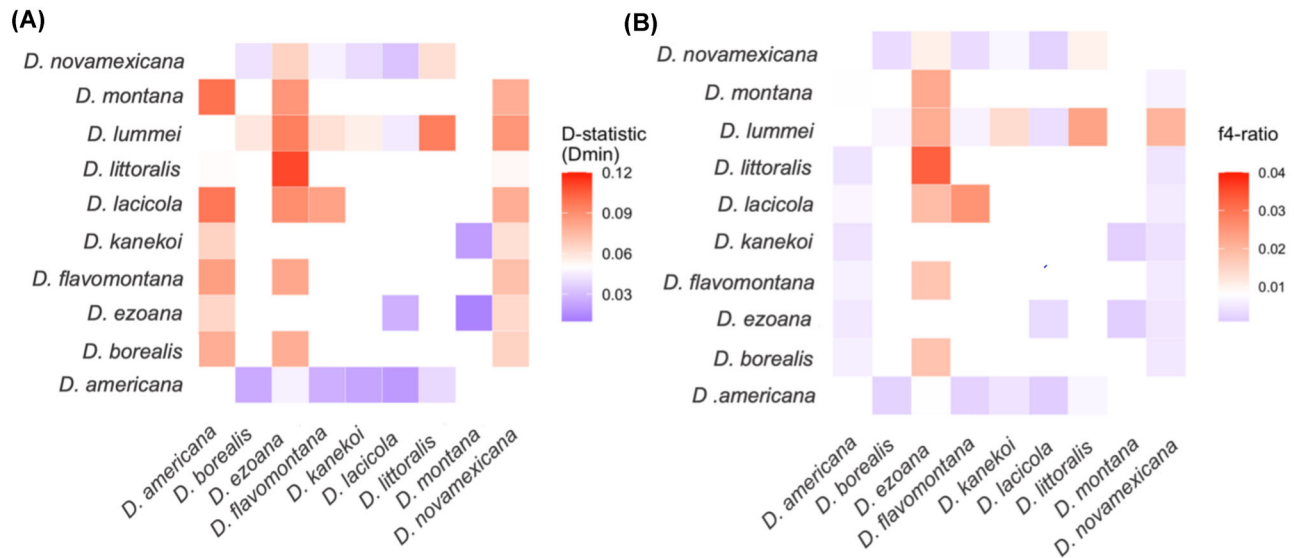 (A)
D. novamexicana
D. montana
D. lummei
D. littoralis
D. lacicola
D. kanekoi
D. flavomontana
D. ezoana
D. borealis
D. americana
D. americana
D. borealis
D. ezoana
D. flavomontana
D. kanekoi
D. lacicola
D. littoralis
D. montana
D. novamexicana
D-statistic
(Dmin)
0.12
0.09
0.06
0.03
(B)
D. novamexicana
D. montana
D. lummei
D. littoralis
D. lacicola
D. kanekoi
D. flavomontana
D. ezoana
D. borealis
D .americana
D. americana
D. borealis
D. ezoana
D. flavomontana
D. kanekoi
D. lacicola
D. littoralis
D. montana
D. novamexicana
f4-ratio
0.04
0.03
0.02
0.01